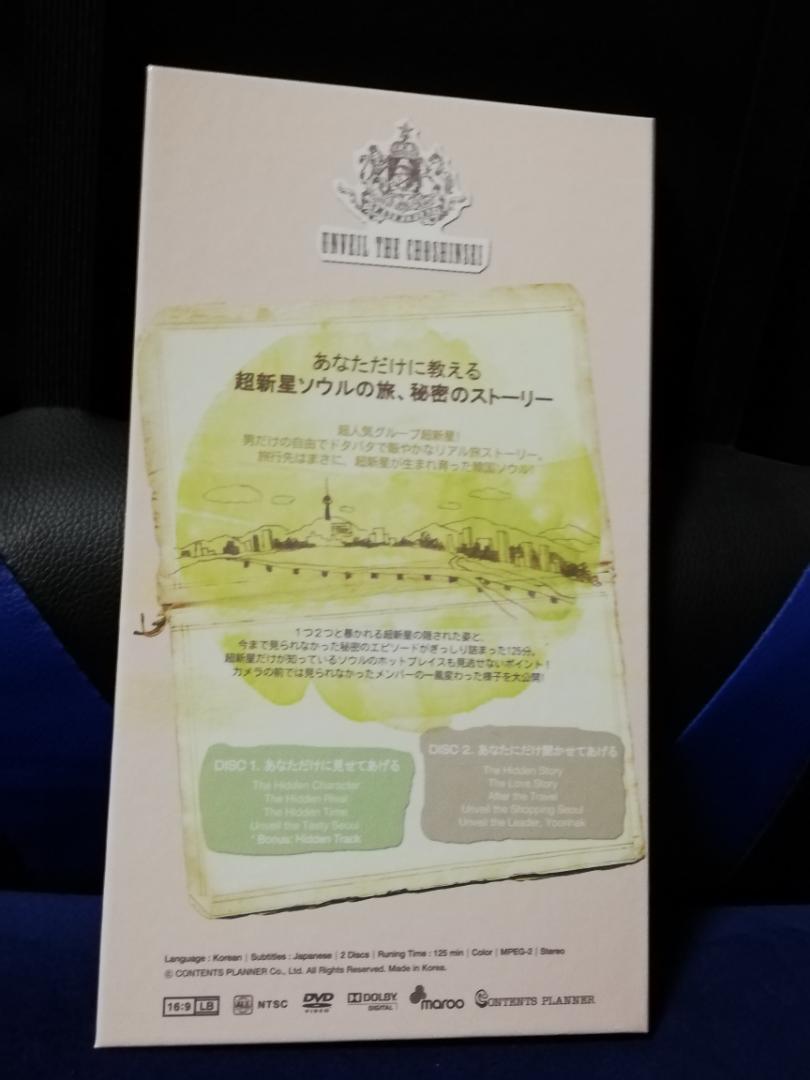 UNVEIL THE CHOSHINSEI
あなただけに教える
超新星ソウルの旅、秘密のストーリー
超人気グループ超新星!
男だけの自由でドタバタで賑やかなリアル旅ストーリー。
旅行先はまさに、超新星が生まれ育った韓国ソウル!
1つ2つと暴かれる超新星の隠された姿と、
今まで見られなかった秘密のエピソードがぎっしり詰まった125分。
超新星だけが知っているソウルのホットプレイスも見逃せないポイント!
カメラの前では見られなかったメンバーの一風変わった様子を大公開!
DISC 1. あなただけに見せてあげる
The Hidden Character
The Hidden Rival
The Hidden Time
Unveil the Tasty Seoul
* Bonus: Hidden Track
DISC 2. あなたにだけ聞かせてあげる
The Hidden Story
The Love Story
After the Travel
Unveil the Shopping Seoul
Unveil the Leader, Yoonhak
Language : Korean | Subtitles : Japanese | 2 Discs | Runing Time : 125 min | Color | MPEG-2 | Stereo
© CONTENTS PLANNER Co., Ltd. All Rights Reserved. Made in Korea.
16:9 LB ALL NTSC DVD VIDEO DOLBY DIGITAL maroo CONTENTS PLANNER